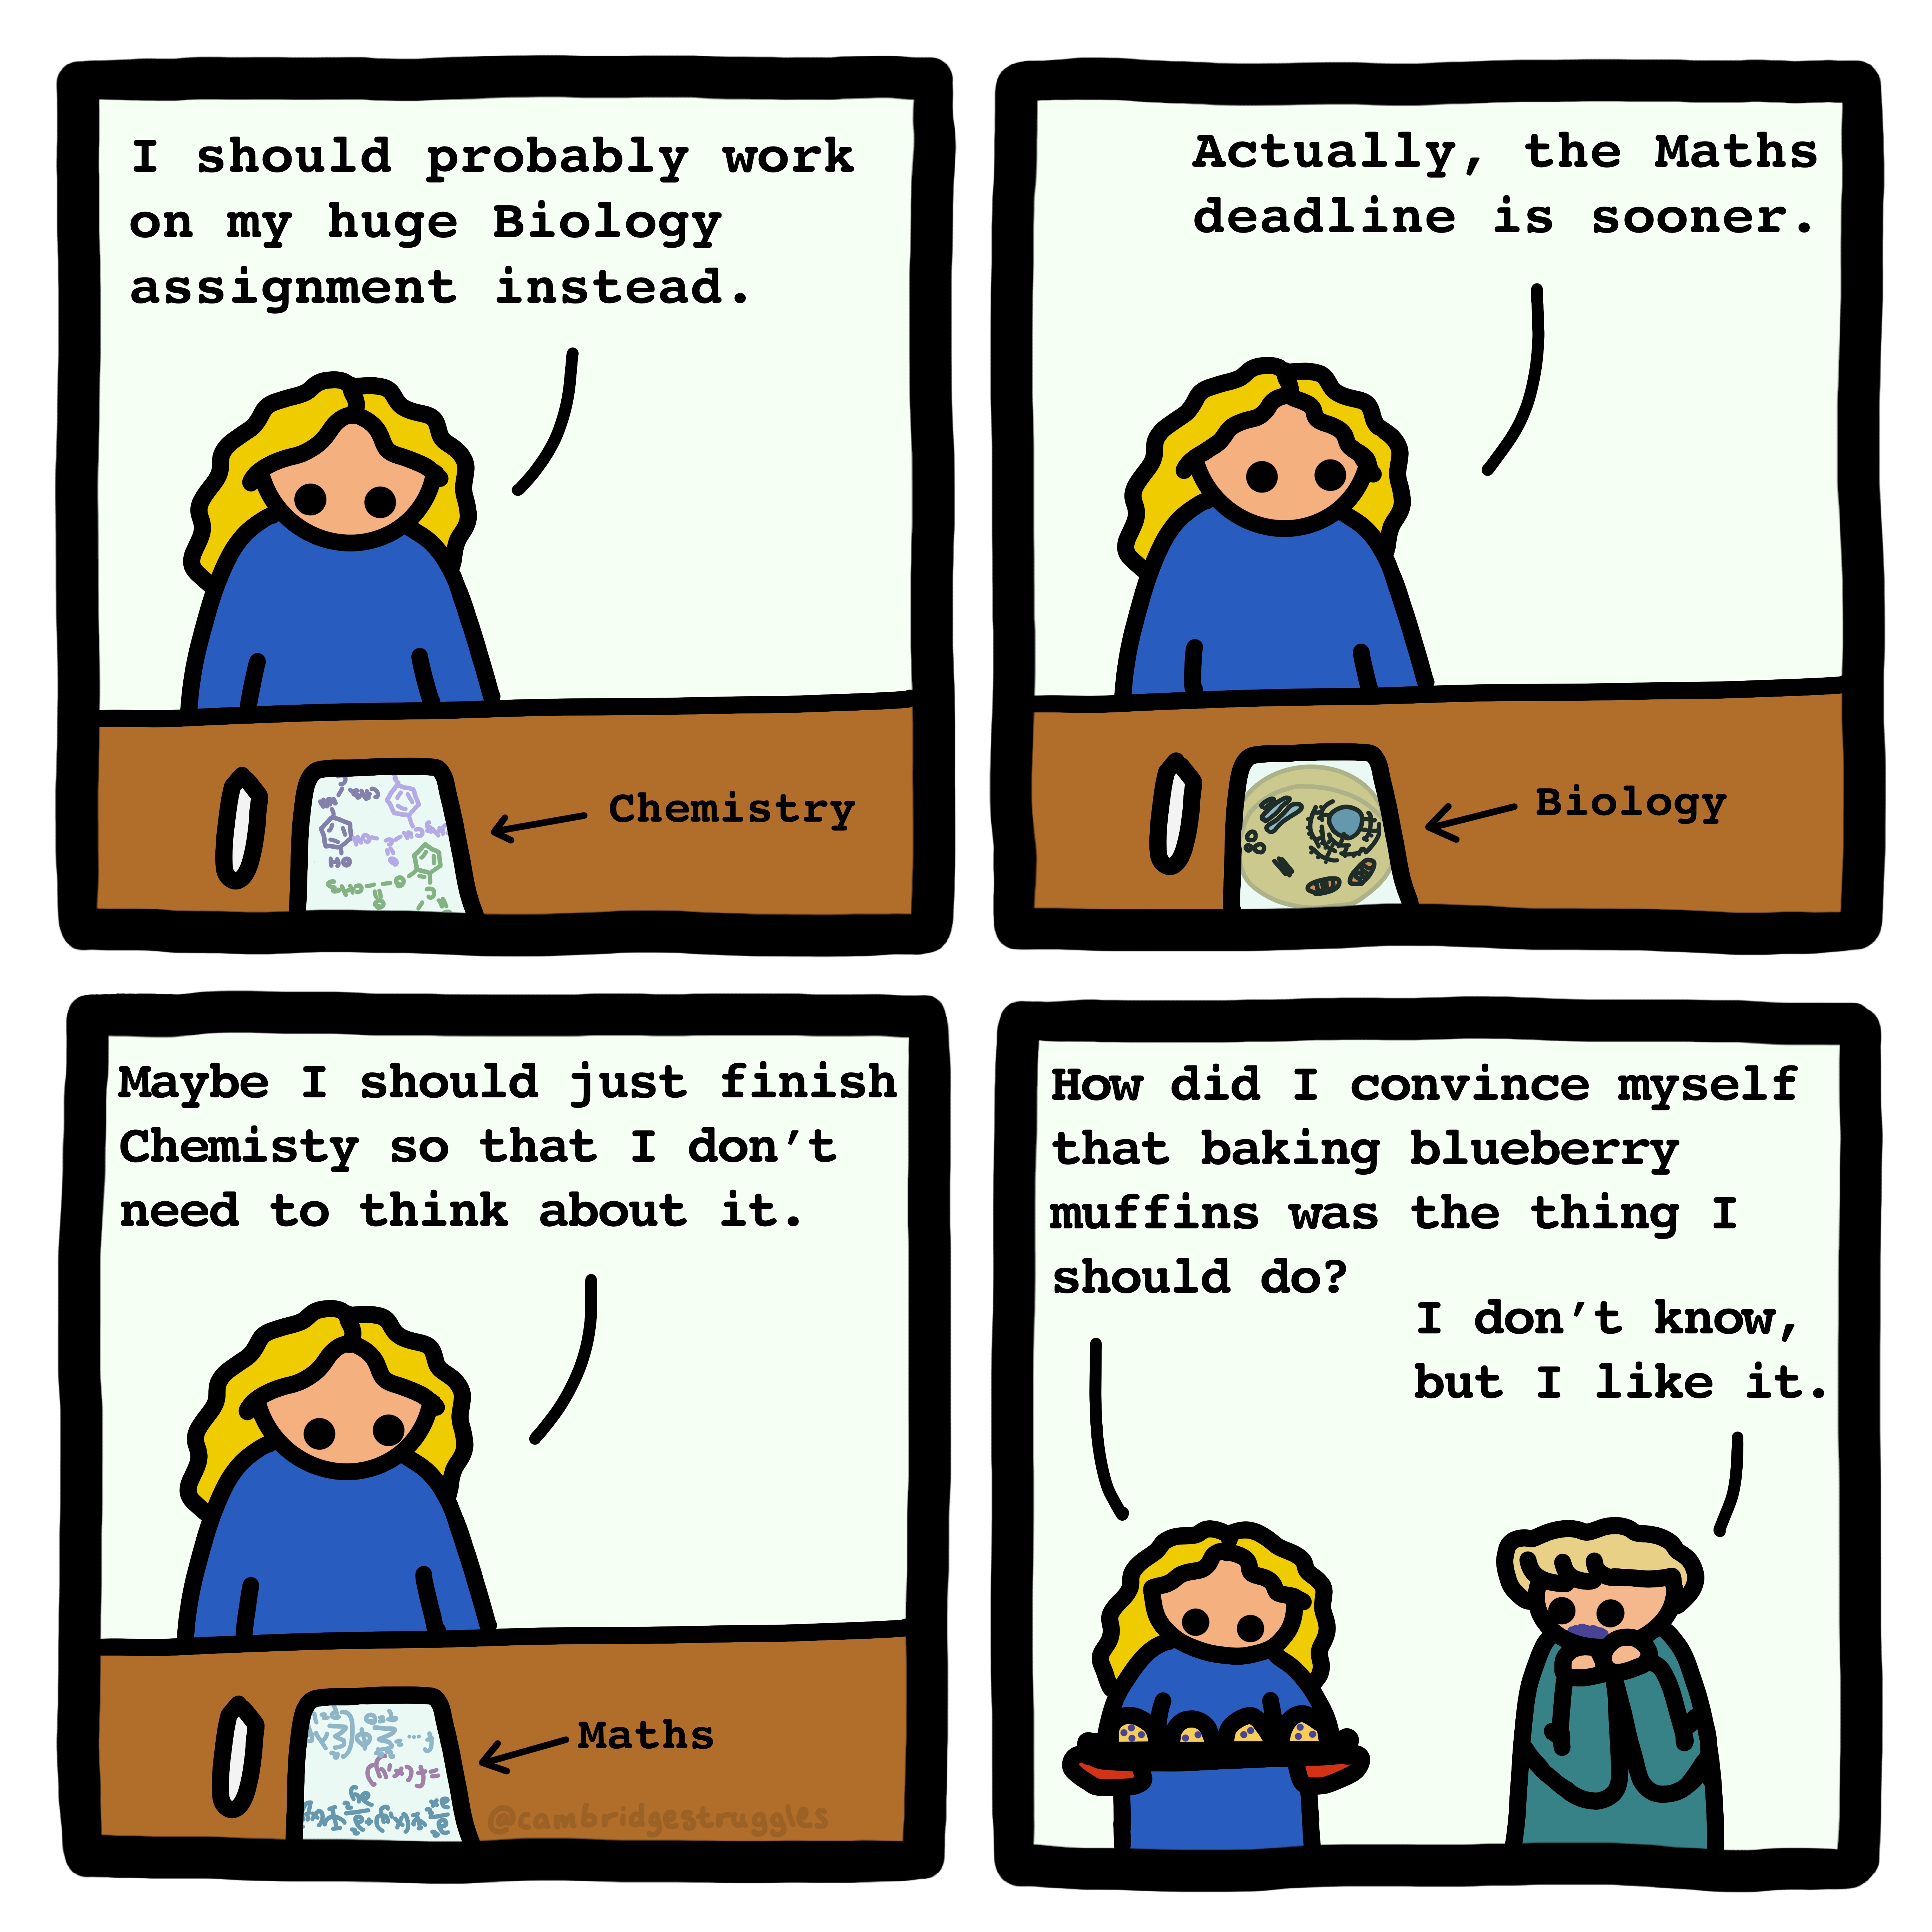 I should probably work
on my huge Biology
assignment instead.
Chemistry
Actually, the Maths
deadline is sooner.
Biology
Maybe I should just finish
Chemisty so that I don't
need to think about it.
Maths
@cambridgestruggles
How did I convince myself
that baking blueberry
muffins was the thing I
should do?
I don't know,
but I like it.